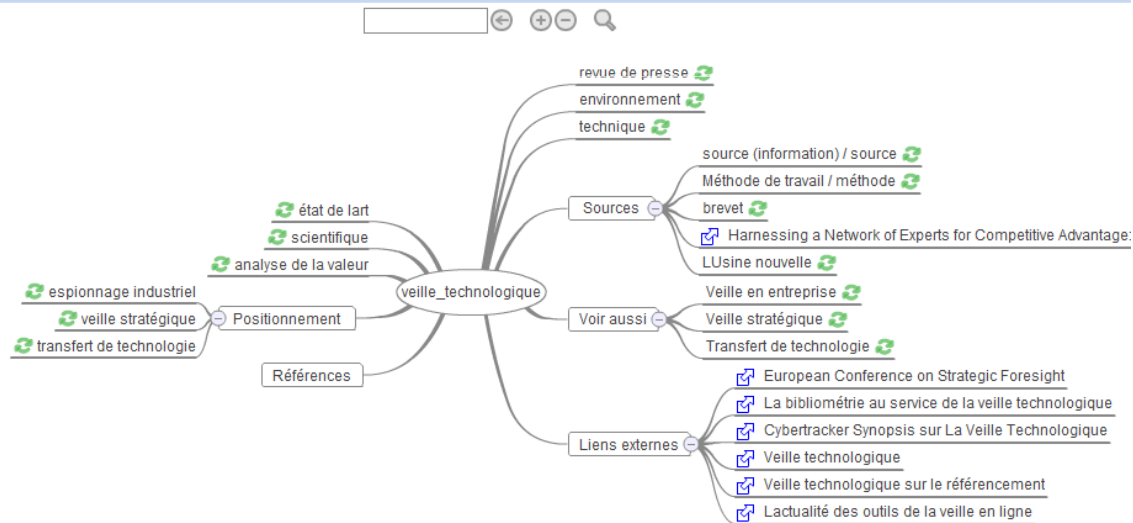 revue de presse
environnement
technique
source (information) / source
Méthode de travail / méthode
Sources
brevet
Harnessing a Network of Experts for Competitive Advantage:
LUsine nouvelle
état de lart
scientifique
analyse de la valeur
veille_technologique
espionnage industriel
veille stratégique
Positionnement
transfert de technologie
Références
Veille en entreprise
Voir aussi
Veille stratégique
Transfert de technologie
European Conference on Strategic Foresight
La bibliométrie au service de la veille technologique
Cybertracker Synopsis sur La Veille Technologique
Liens externes
Veille technologique
Veille technologique sur le référencement
Lactualité des outils de la veille en ligne